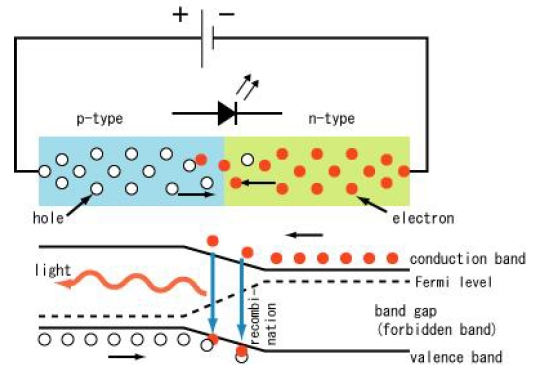 + −
p-type
n-type
hole
electron
light
recombi-
nation
conduction band
Fermi level
band gap
(forbidden band)
valence band